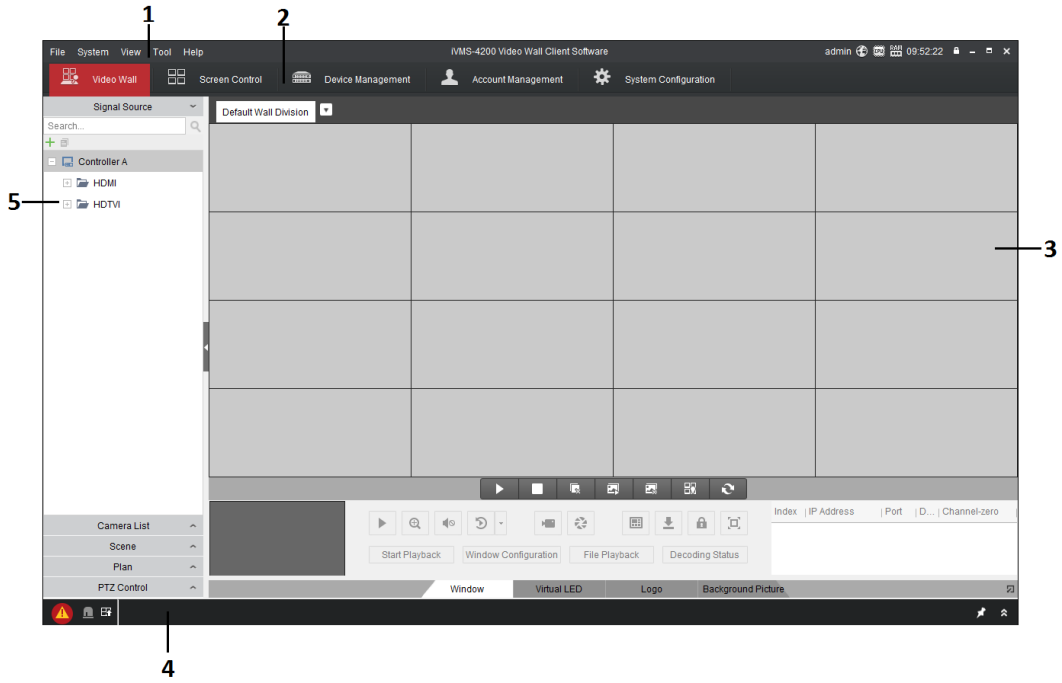 1
2
File System View Tool Help iVMS-4200 Video Wall Client Software admin 09:52:22
Video Wall Screen Control Device Management Account Management System Configuration
Signal Source
Default Wall Division
Search...
Controller A
HDMI
5
HDTVI
3
Index IP Address Port D... Channel-zero
Camera List
Scene
Plan
PTZ Control
Start Playback Window Configuration File Playback Decoding Status
Window Virtual LED Logo Background Picture
4